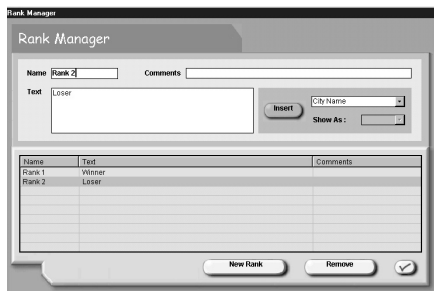 Rank Manager
Rank Manager
Name Rank 2 Comments
Text Loser
Insert City Name
Show As :
Name Text Comments
Rank 1 Winner
Rank 2 Loser
New Rank Remove